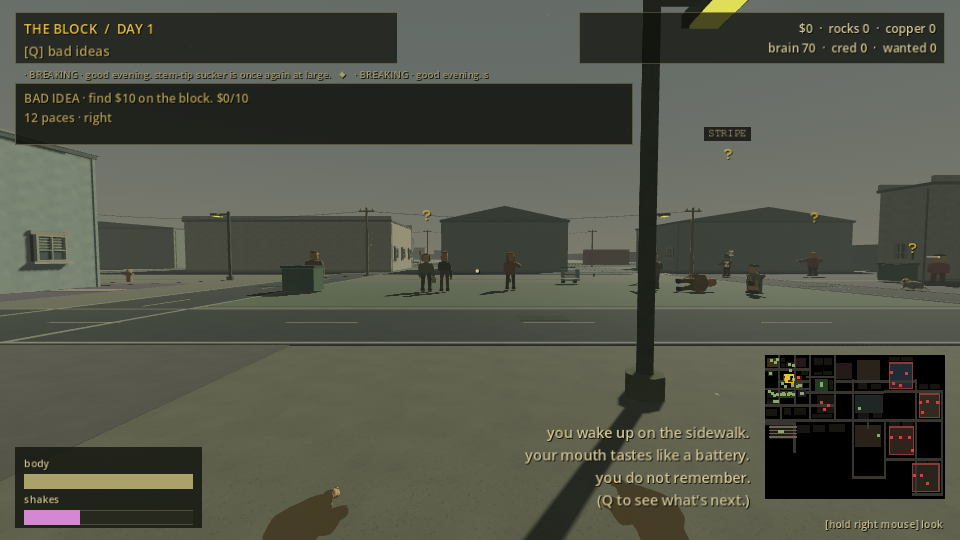 THE BLOCK / DAY 1
[Q] bad ideas
$0 · rocks 0 · copper 0
brain 70 · cred 0 · wanted 0
· BREAKING · good evening. stem-tip sucker is once again at large. ◆ · BREAKING · good evening. s
BAD IDEA · find $10 on the block. $0/10
12 paces · right
STRIPE
?
?
?
?
you wake up on the sidewalk.
your mouth tastes like a battery.
you do not remember.
(Q to see what's next.)
body
shakes
[hold right mouse] look